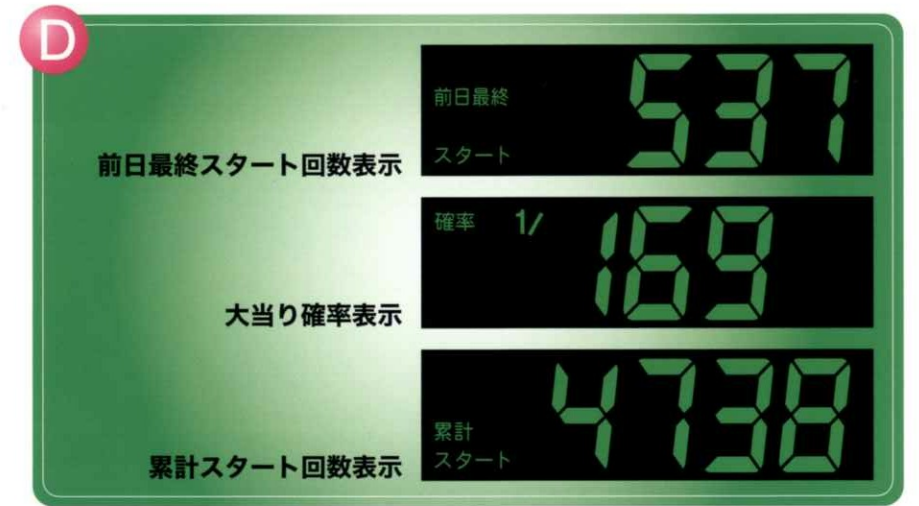 D
前日最終 537
スタート
前日最終スタート回数表示
確率 1/169
大当り確率表示
4738
累計
スタート
累計スタート回数表示